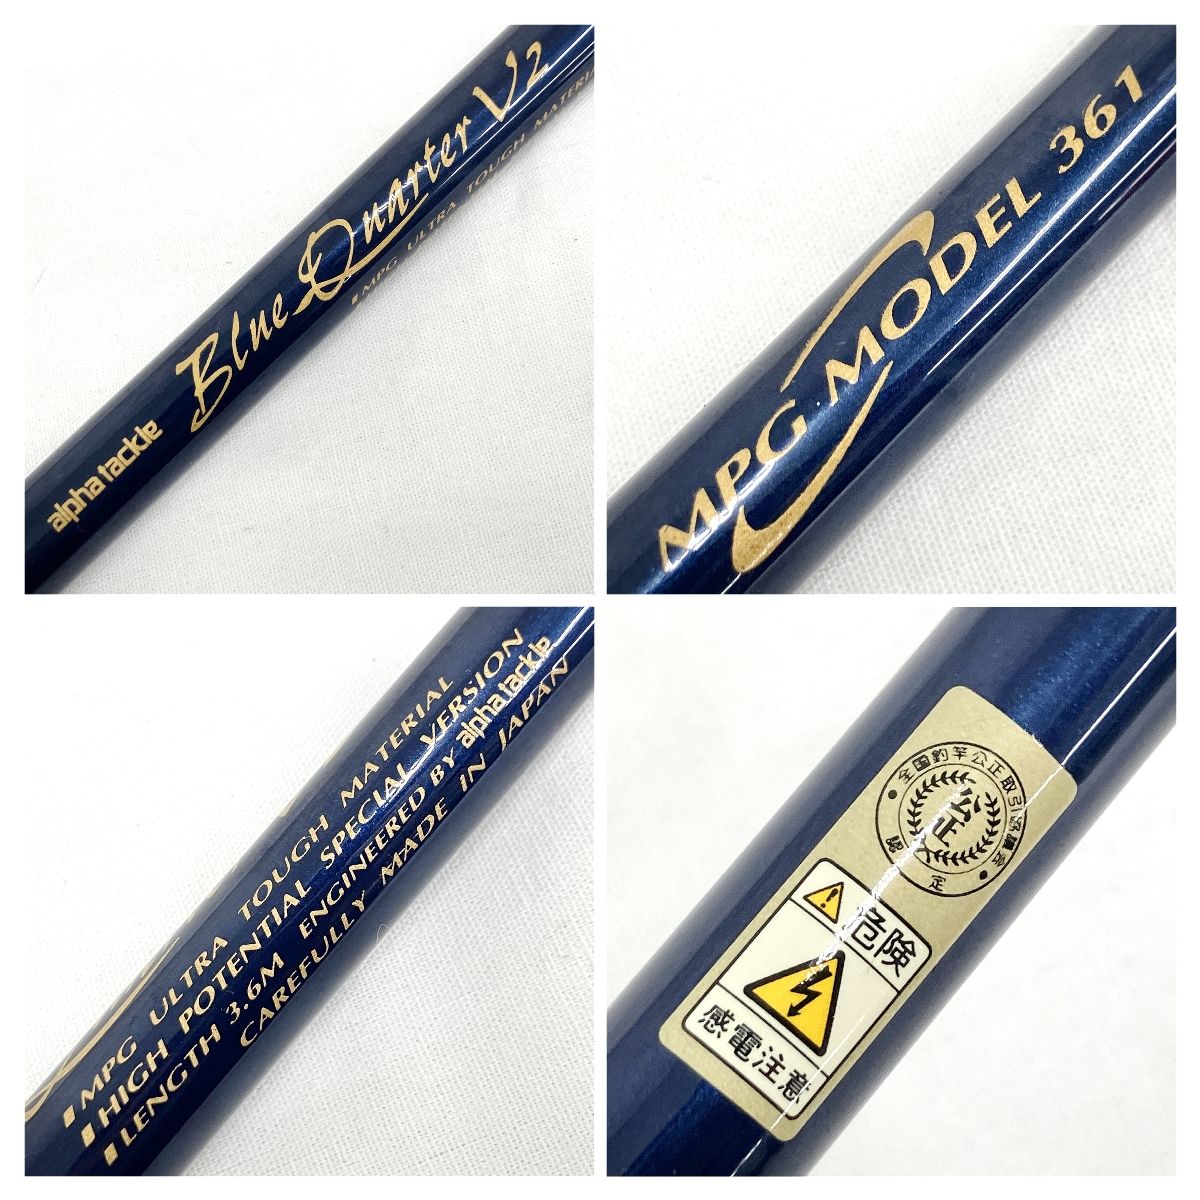 alpha tackle Blue Quarter V2
■MPG ULTRA TOUGH MATERIAL
MPG MODEL 361
■MPG ULTRA TOUGH MATERIAL
■HIGH POTENTIAL SPECIAL VERSION
■LENGTH 3.6M ENGINEERED BY alpha tackle
CAREFULLY MADE IN JAPAN
全国釣竿公正取引協議会
公正
認定
危険
感電注意